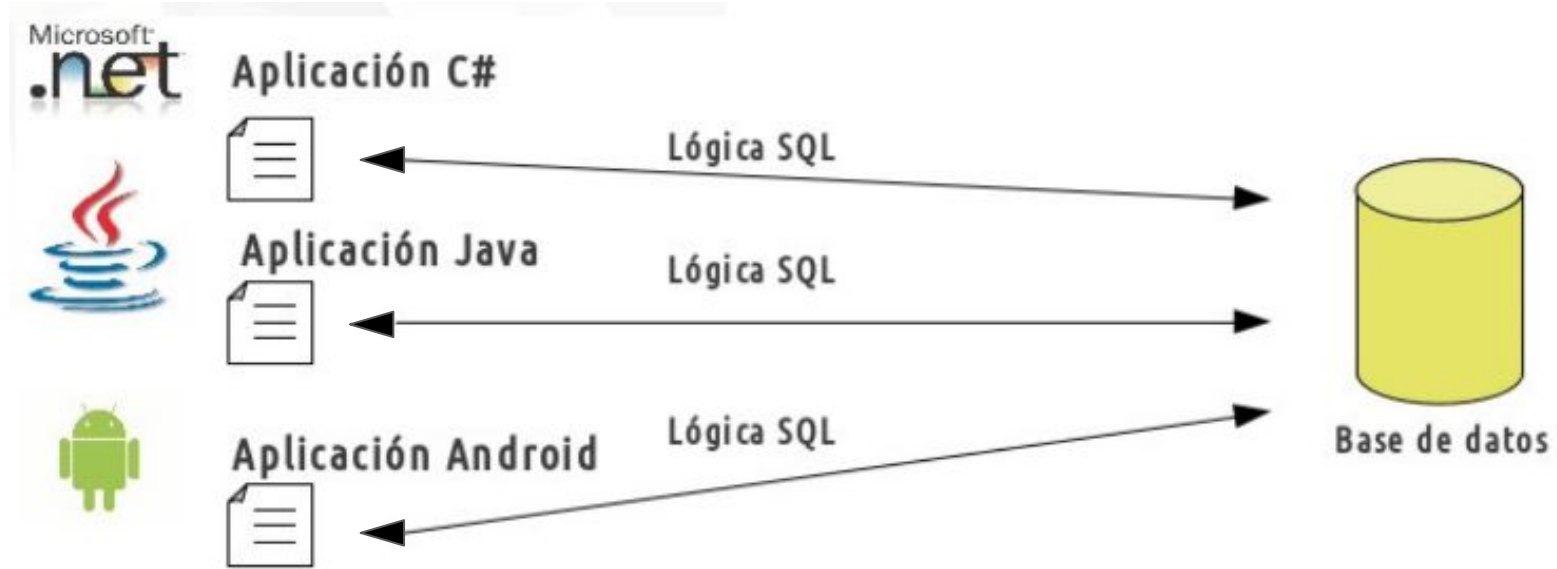 Microsoft
.net
Aplicación C#
Lógica SQL
Aplicación Java
Lógica SQL
Aplicación Android
Lógica SQL
Base de datos